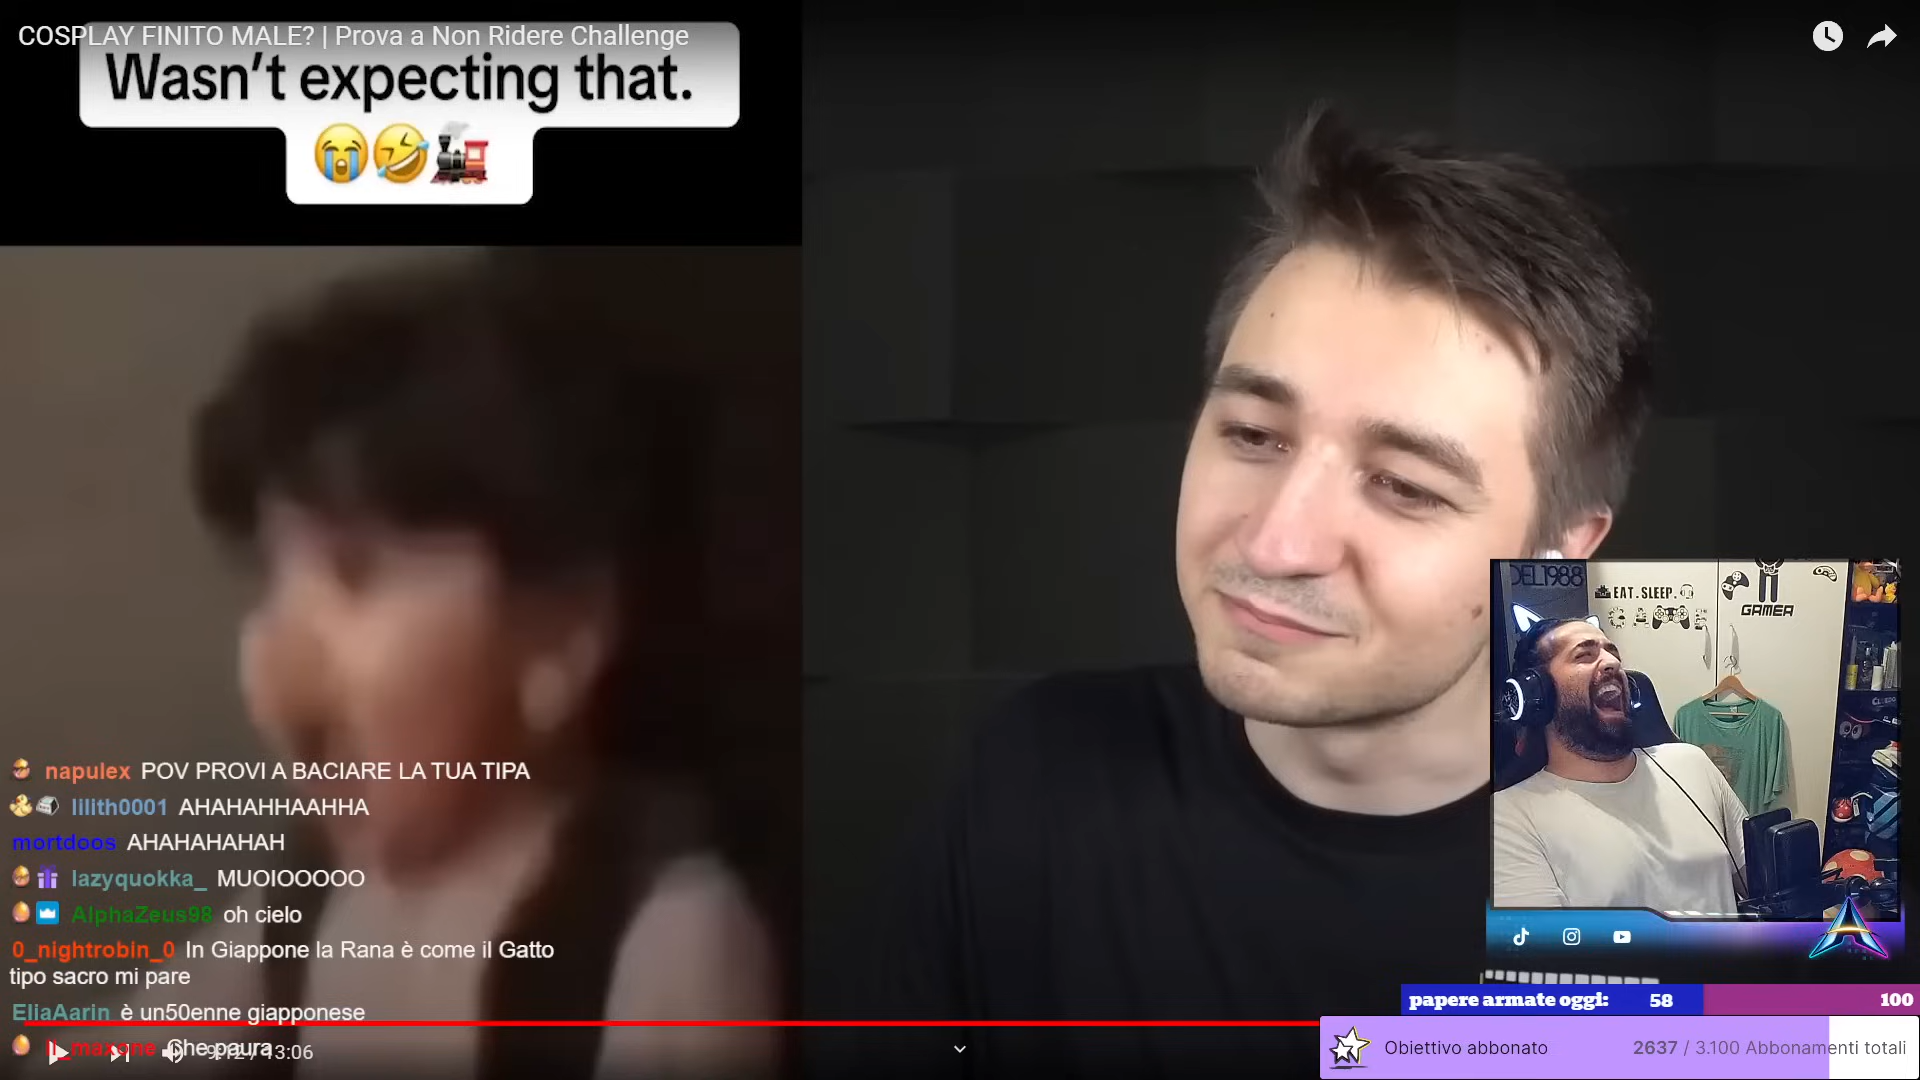 COSPLAY FINITO MALE? | Prova a Non Ridere Challenge
Wasn't expecting that.
😭🤣🚂
DEL1988
EAT.SLEEP.
GAME
GAMER
napulex POV PROVI A BACIARE LA TUA TIPA
lilith0001 AHAHAHHAAHHA
mortdoos AHAHAHAHAH
lazyquokka_ MUOIOOOOO
AlphaZeus98 oh cielo
0_nightrobin_0 In Giappone la Rana è come il Gatto
tipo sacro mi pare
EliaAarin è un50enne giapponese
il_maxone Che paura
13:06
papere armate oggi: 58 100
Obiettivo abbonato 2637 / 3.100 Abbonamenti totali